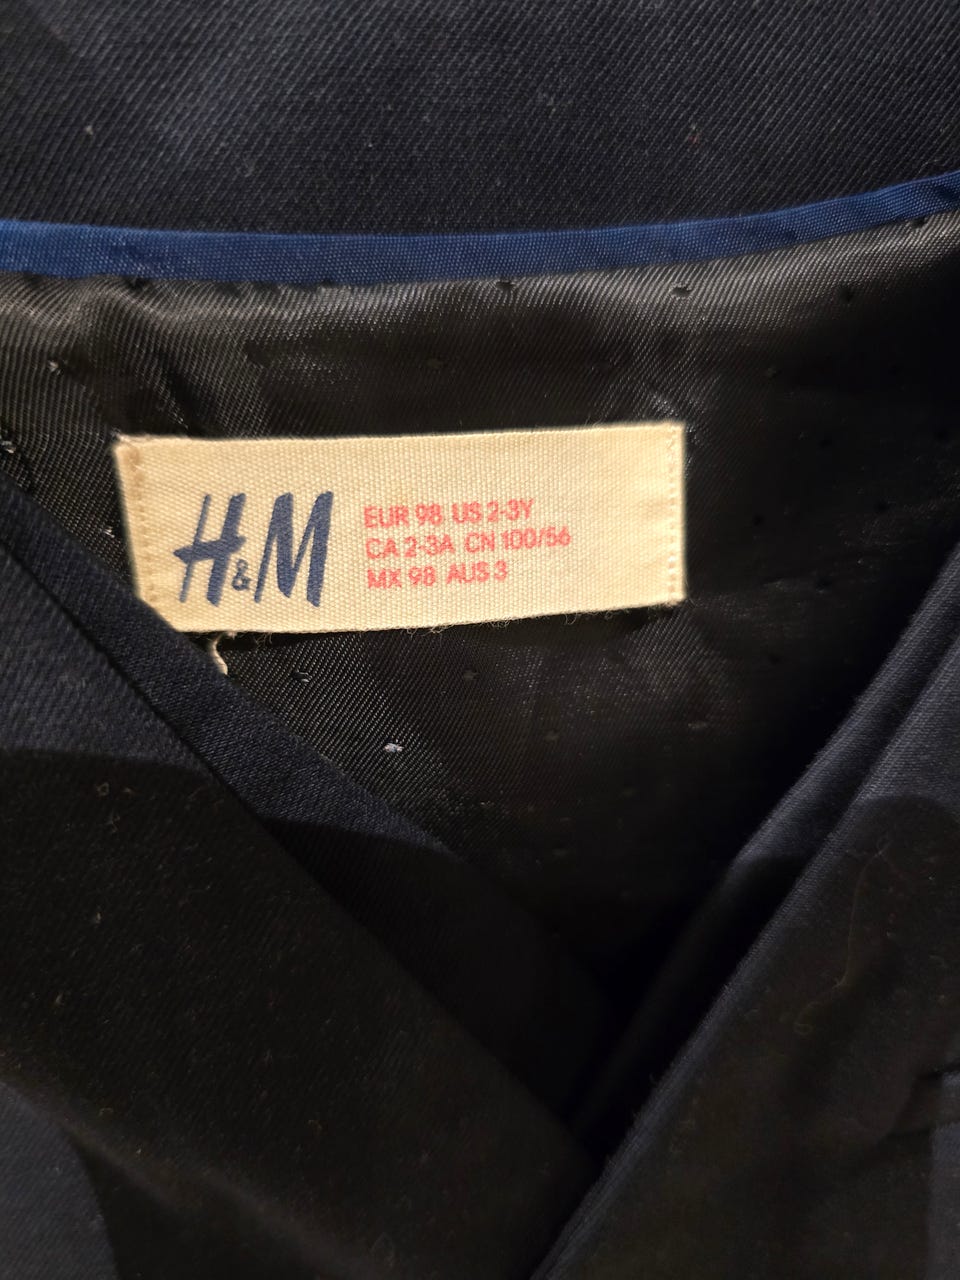 H&M
EUR 98 US 2-3Y
CA 2-3A CN 100/56
MX 98 AUS 3